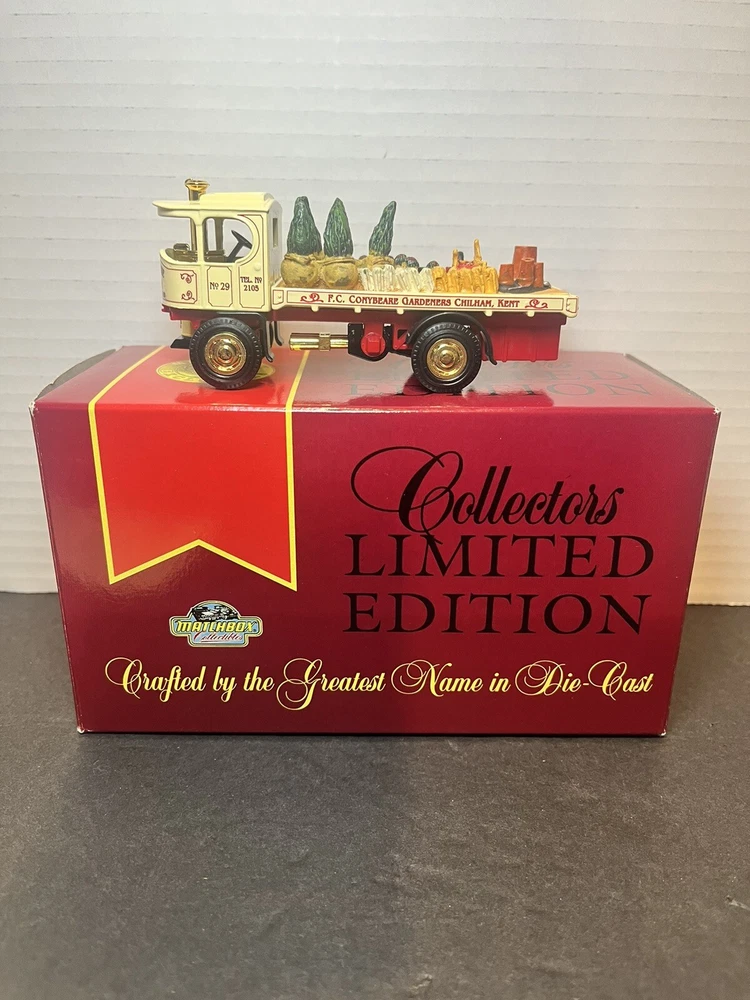 Nº 29
TEL. Nº
2105
F.C. CONYBEARE GARDENERS CHILHAM, KENT
EDITION
Collectors
LIMITED
EDITION
MATCHBOX
Collectibles
Crafted by the Greatest Name in Die-Cast